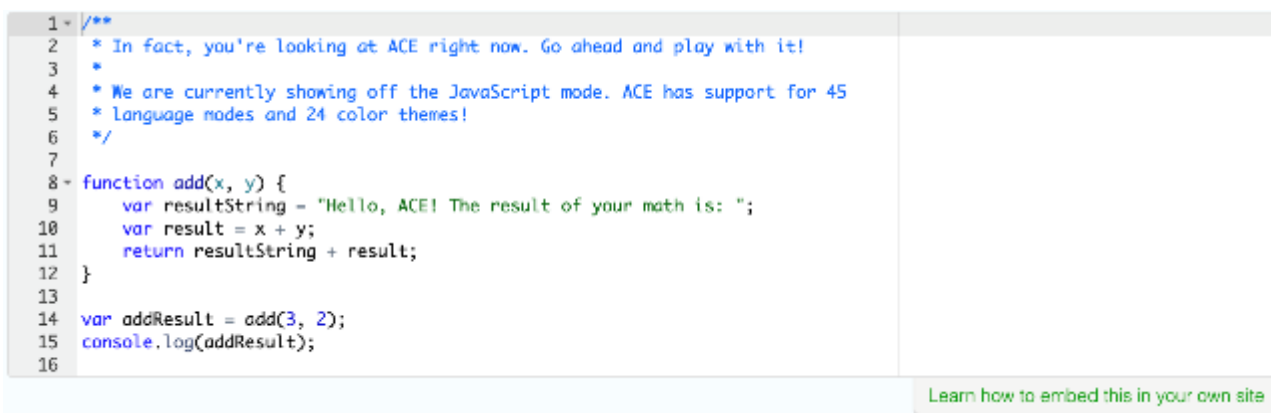 1 /**
2  * In fact, you're looking at ACE right now. Go ahead and play with it!
3  *
4  * We are currently showing off the JavaScript mode. ACE has support for 45
5  * language modes and 24 color themes!
6  */
7
8 function add(x, y) {
9     var resultString = "Hello, ACE! The result of your math is: ";
10     var result = x + y;
11     return resultString + result;
12 }
13
14 var addResult = add(3, 2);
15 console.log(addResult);
16
Learn how to embed this in your own site